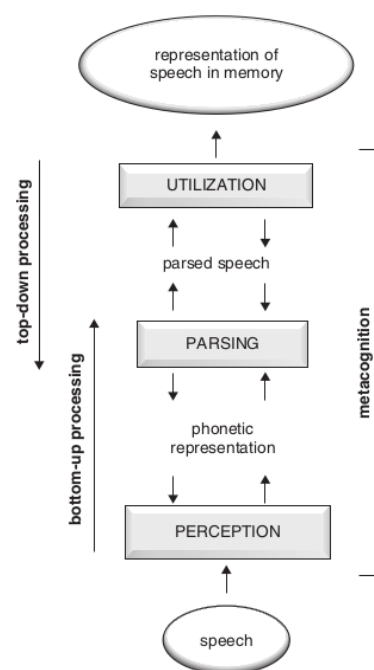 representation of
speech in memory
UTILIZATION
parsed speech
PARSING
phonetic
representation
PERCEPTION
speech
top-down processing
bottom-up processing
metacognition